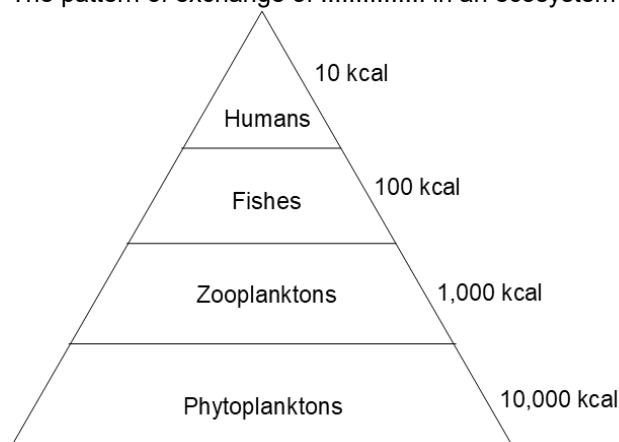 The pattern of exchange of ............... in an ecosystem
10 kcal
Humans
100 kcal
Fishes
1,000 kcal
Zooplanktons
10,000 kcal
Phytoplanktons